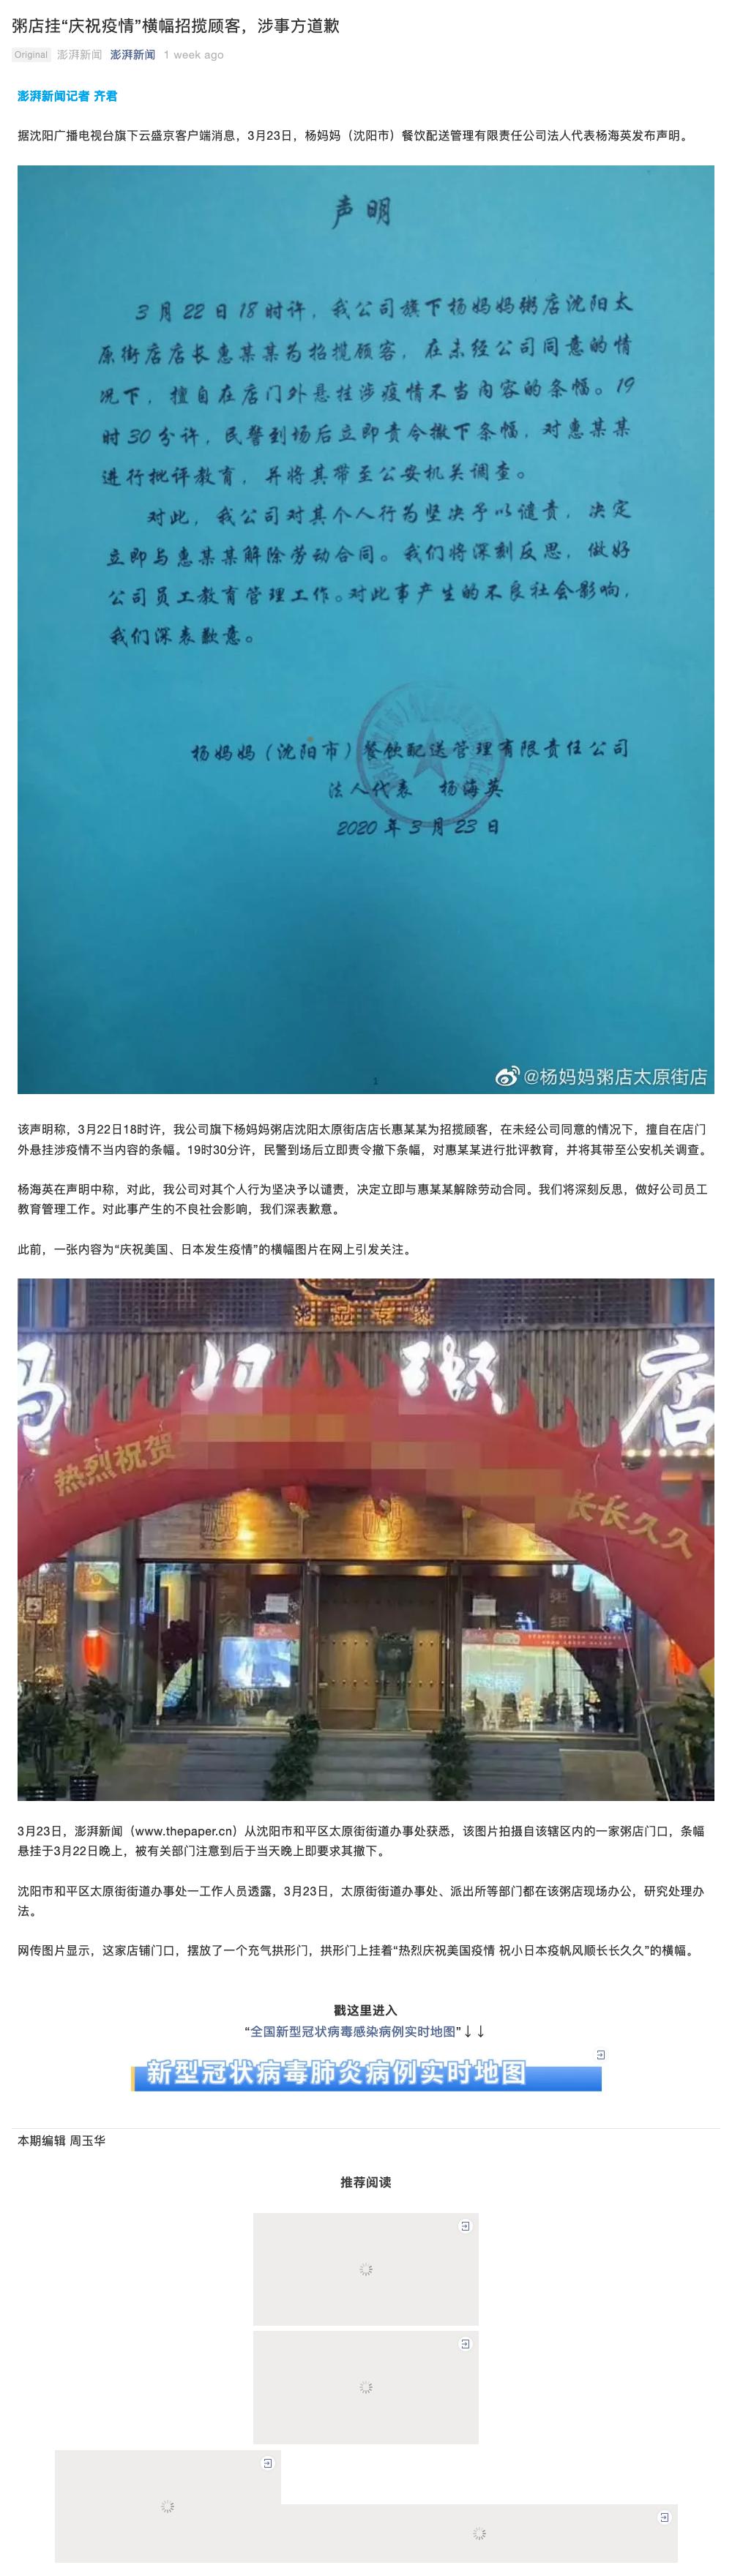 粥店挂“庆祝疫情”横幅招揽顾客，涉事方道歉
Original 澎湃新闻 澎湃新闻 1 week ago
澎湃新闻记者 齐君
据沈阳广播电视台旗下云盛京客户端消息，3月23日，杨妈妈（沈阳市）餐饮配送管理有限责任公司法人代表杨海英发布声明。
声明
3月22日18时许，我公司旗下杨妈妈粥店沈阳太
原街店店长惠某某为招揽顾客，在未经公司同意的情
况下，擅自在店门外悬挂涉疫情不当内容的条幅。19
时30分许，民警到场后立即责令撤下条幅，对惠某某
进行批评教育，并将其带至公安机关调查。
对此，我公司对其个人行为坚决予以谴责，决定
立即与惠某某解除劳动合同。我们将深刻反思，做好
公司员工教育管理工作。对此事产生的不良社会影响，
我们深表歉意。
杨妈妈（沈阳市）餐饮配送管理有限责任公司
法人代表 杨海英
2020年3月23日
1
@杨妈妈粥店太原街店
该声明称，3月22日18时许，我公司旗下杨妈妈粥店沈阳太原街店店长惠某某为招揽顾客，在未经公司同意的情况下，擅自在店门
外悬挂涉疫情不当内容的条幅。19时30分许，民警到场后立即责令撤下条幅，对惠某某进行批评教育，并将其带至公安机关调查。
杨海英在声明中称，对此，我公司对其个人行为坚决予以谴责，决定立即与惠某某解除劳动合同。我们将深刻反思，做好公司员工
教育管理工作。对此事产生的不良社会影响，我们深表歉意。
此前，一张内容为“庆祝美国、日本发生疫情”的横幅图片在网上引发关注。
妈 妈 粥 店
热烈祝贺
长长久久
3月23日，澎湃新闻（www.thepaper.cn）从沈阳市和平区太原街街道办事处获悉，该图片拍摄自该辖区内的一家粥店门口，条幅
悬挂于3月22日晚上，被有关部门注意到后于当天晚上即要求其撤下。
沈阳市和平区太原街街道办事处一工作人员透露，3月23日，太原街街道办事处、派出所等部门都在该粥店现场办公，研究处理办
法。
网传图片显示，这家店铺门口，摆放了一个充气拱形门，拱形门上挂着“热烈庆祝美国疫情 祝小日本疫帆风顺长长久久”的横幅。
戳这里进入
“全国新型冠状病毒感染病例实时地图”↓↓
新型冠状病毒肺炎病例实时地图
本期编辑 周玉华
推荐阅读